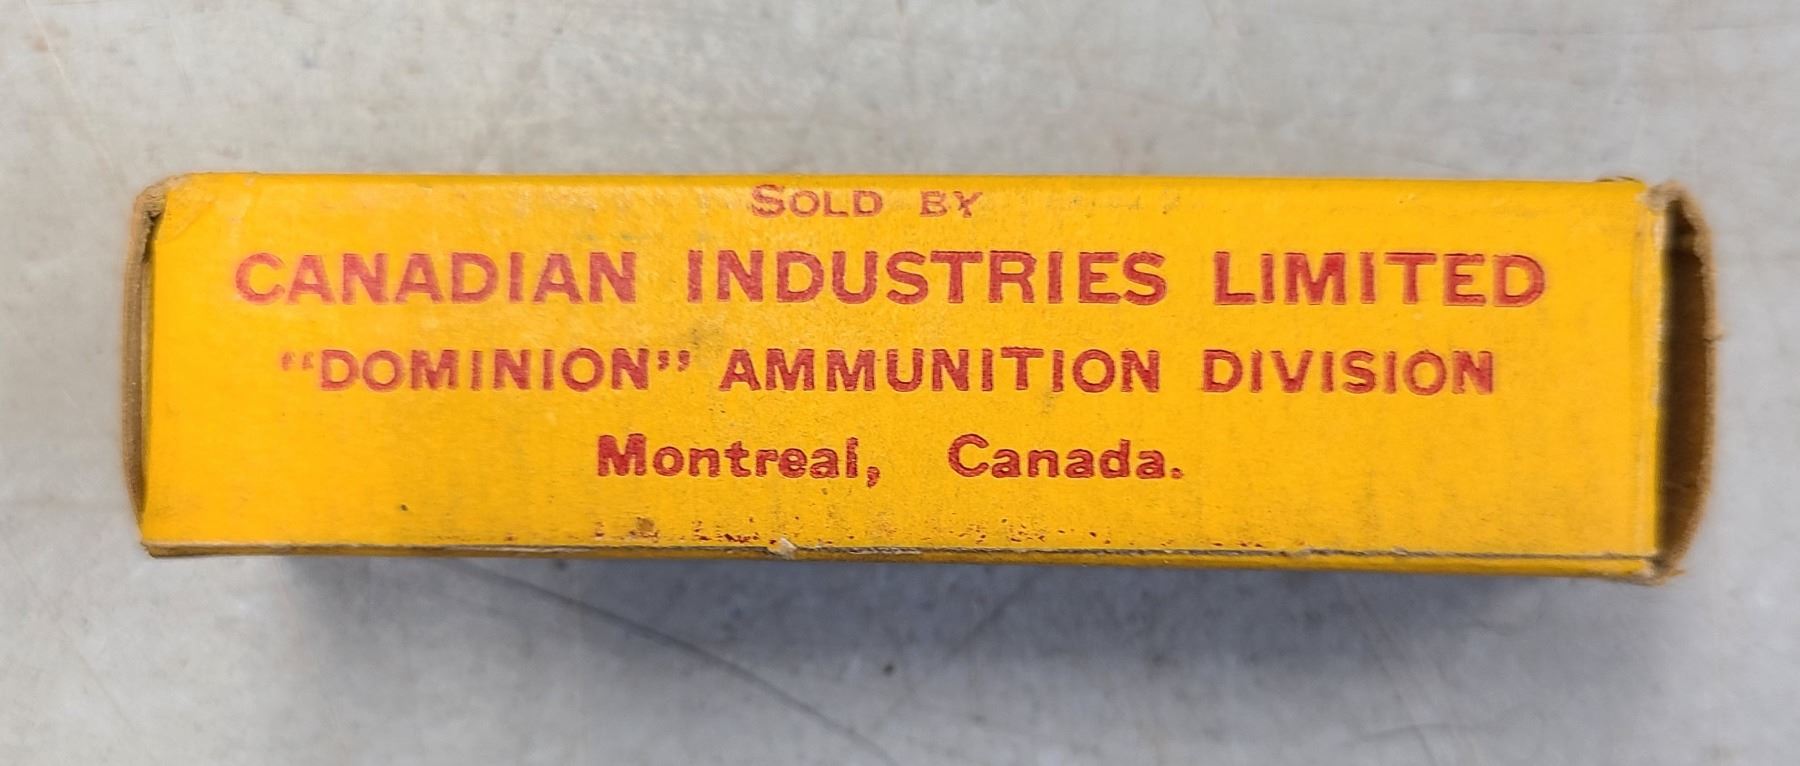 SOLD BY
CANADIAN INDUSTRIES LIMITED
“DOMINION” AMMUNITION DIVISION
Montreal, Canada.